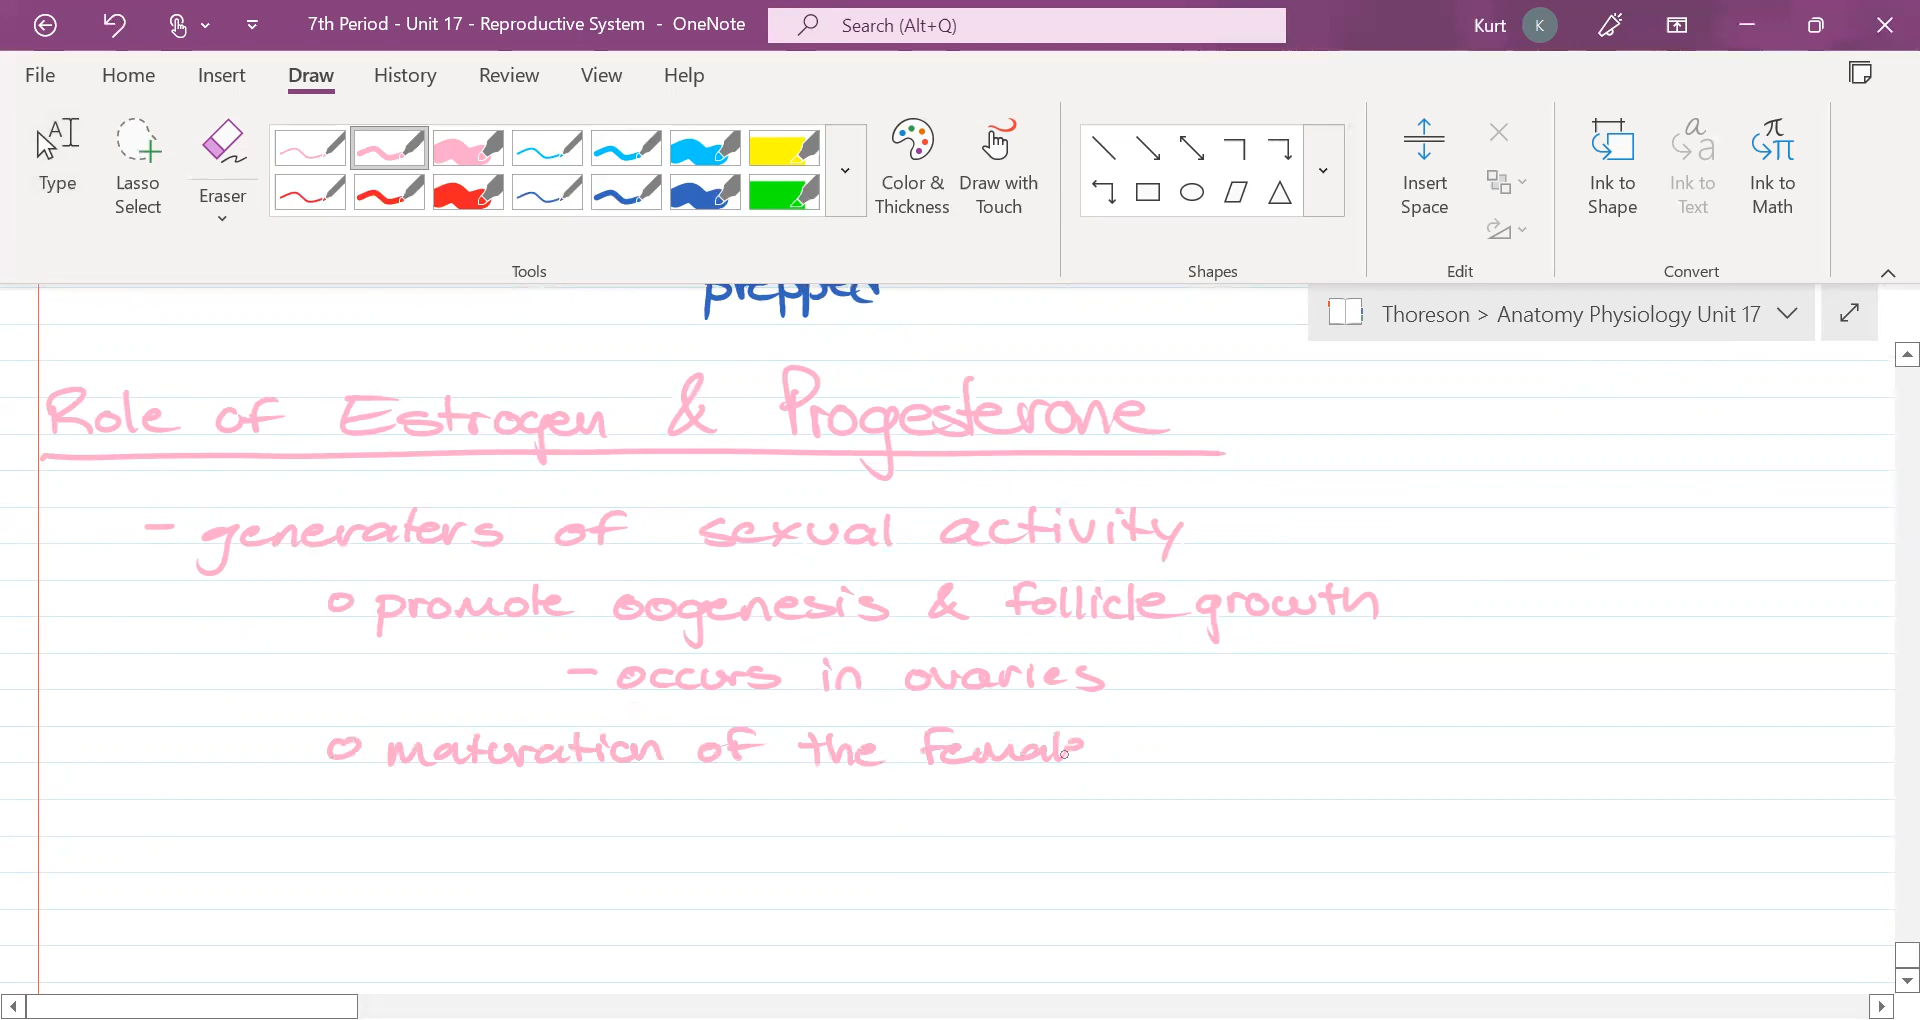 7th Period - Unit 17 - Reproductive System - OneNote
Search (Alt+Q)
Kurt K
File Home Insert Draw History Review View Help
Type
Lasso Select
Eraser
Color & Thickness
Draw with Touch
Insert Space
Ink to Shape
Ink to Text
Ink to Math
Tools Shapes Edit Convert
prepped
Thoreson > Anatomy Physiology Unit 17
Role of Estrogen & Progesterone
- generaters of sexual activity
o promote oogenesis & follicle growth
- occurs in ovaries
o maturation of the female